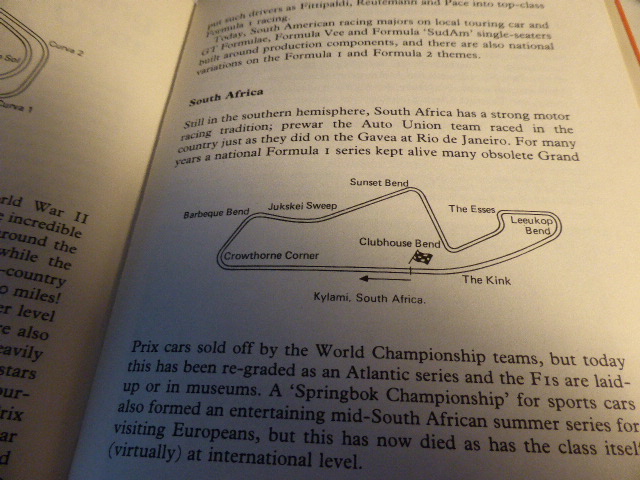 put such drivers as Fittipaldi, Reutemann and Pace into top-class
Formula 1 racing.
Today, South American racing majors on local touring car and
GT Formulae, Formula Vee and Formula 'SudAm' single-seaters
built around production components, and there are also national
variations on the Formula 1 and Formula 2 themes.
South Africa
Still in the southern hemisphere, South Africa has a strong motor
racing tradition; prewar the Auto Union team raced in the
country just as they did on the Gavea at Rio de Janeiro. For many
years a national Formula 1 series kept alive many obsolete Grand
Sunset Bend
Barbeque Bend
Jukskei Sweep
The Esses
Leeukop
Bend
Clubhouse Bend
Crowthorne Corner
The Kink
Kylami, South Africa.
Prix cars sold off by the World Championship teams, but today
this has been re-graded as an Atlantic series and the F1s are laid-
up or in museums. A 'Springbok Championship' for sports cars
also formed an entertaining mid-South African summer series for
visiting Europeans, but this has now died as has the class itself
(virtually) at international level.
Curva 2
Sol
Curva 1
World War II
incredible
around the
while the
-country
miles!
level
also
heavily
stars